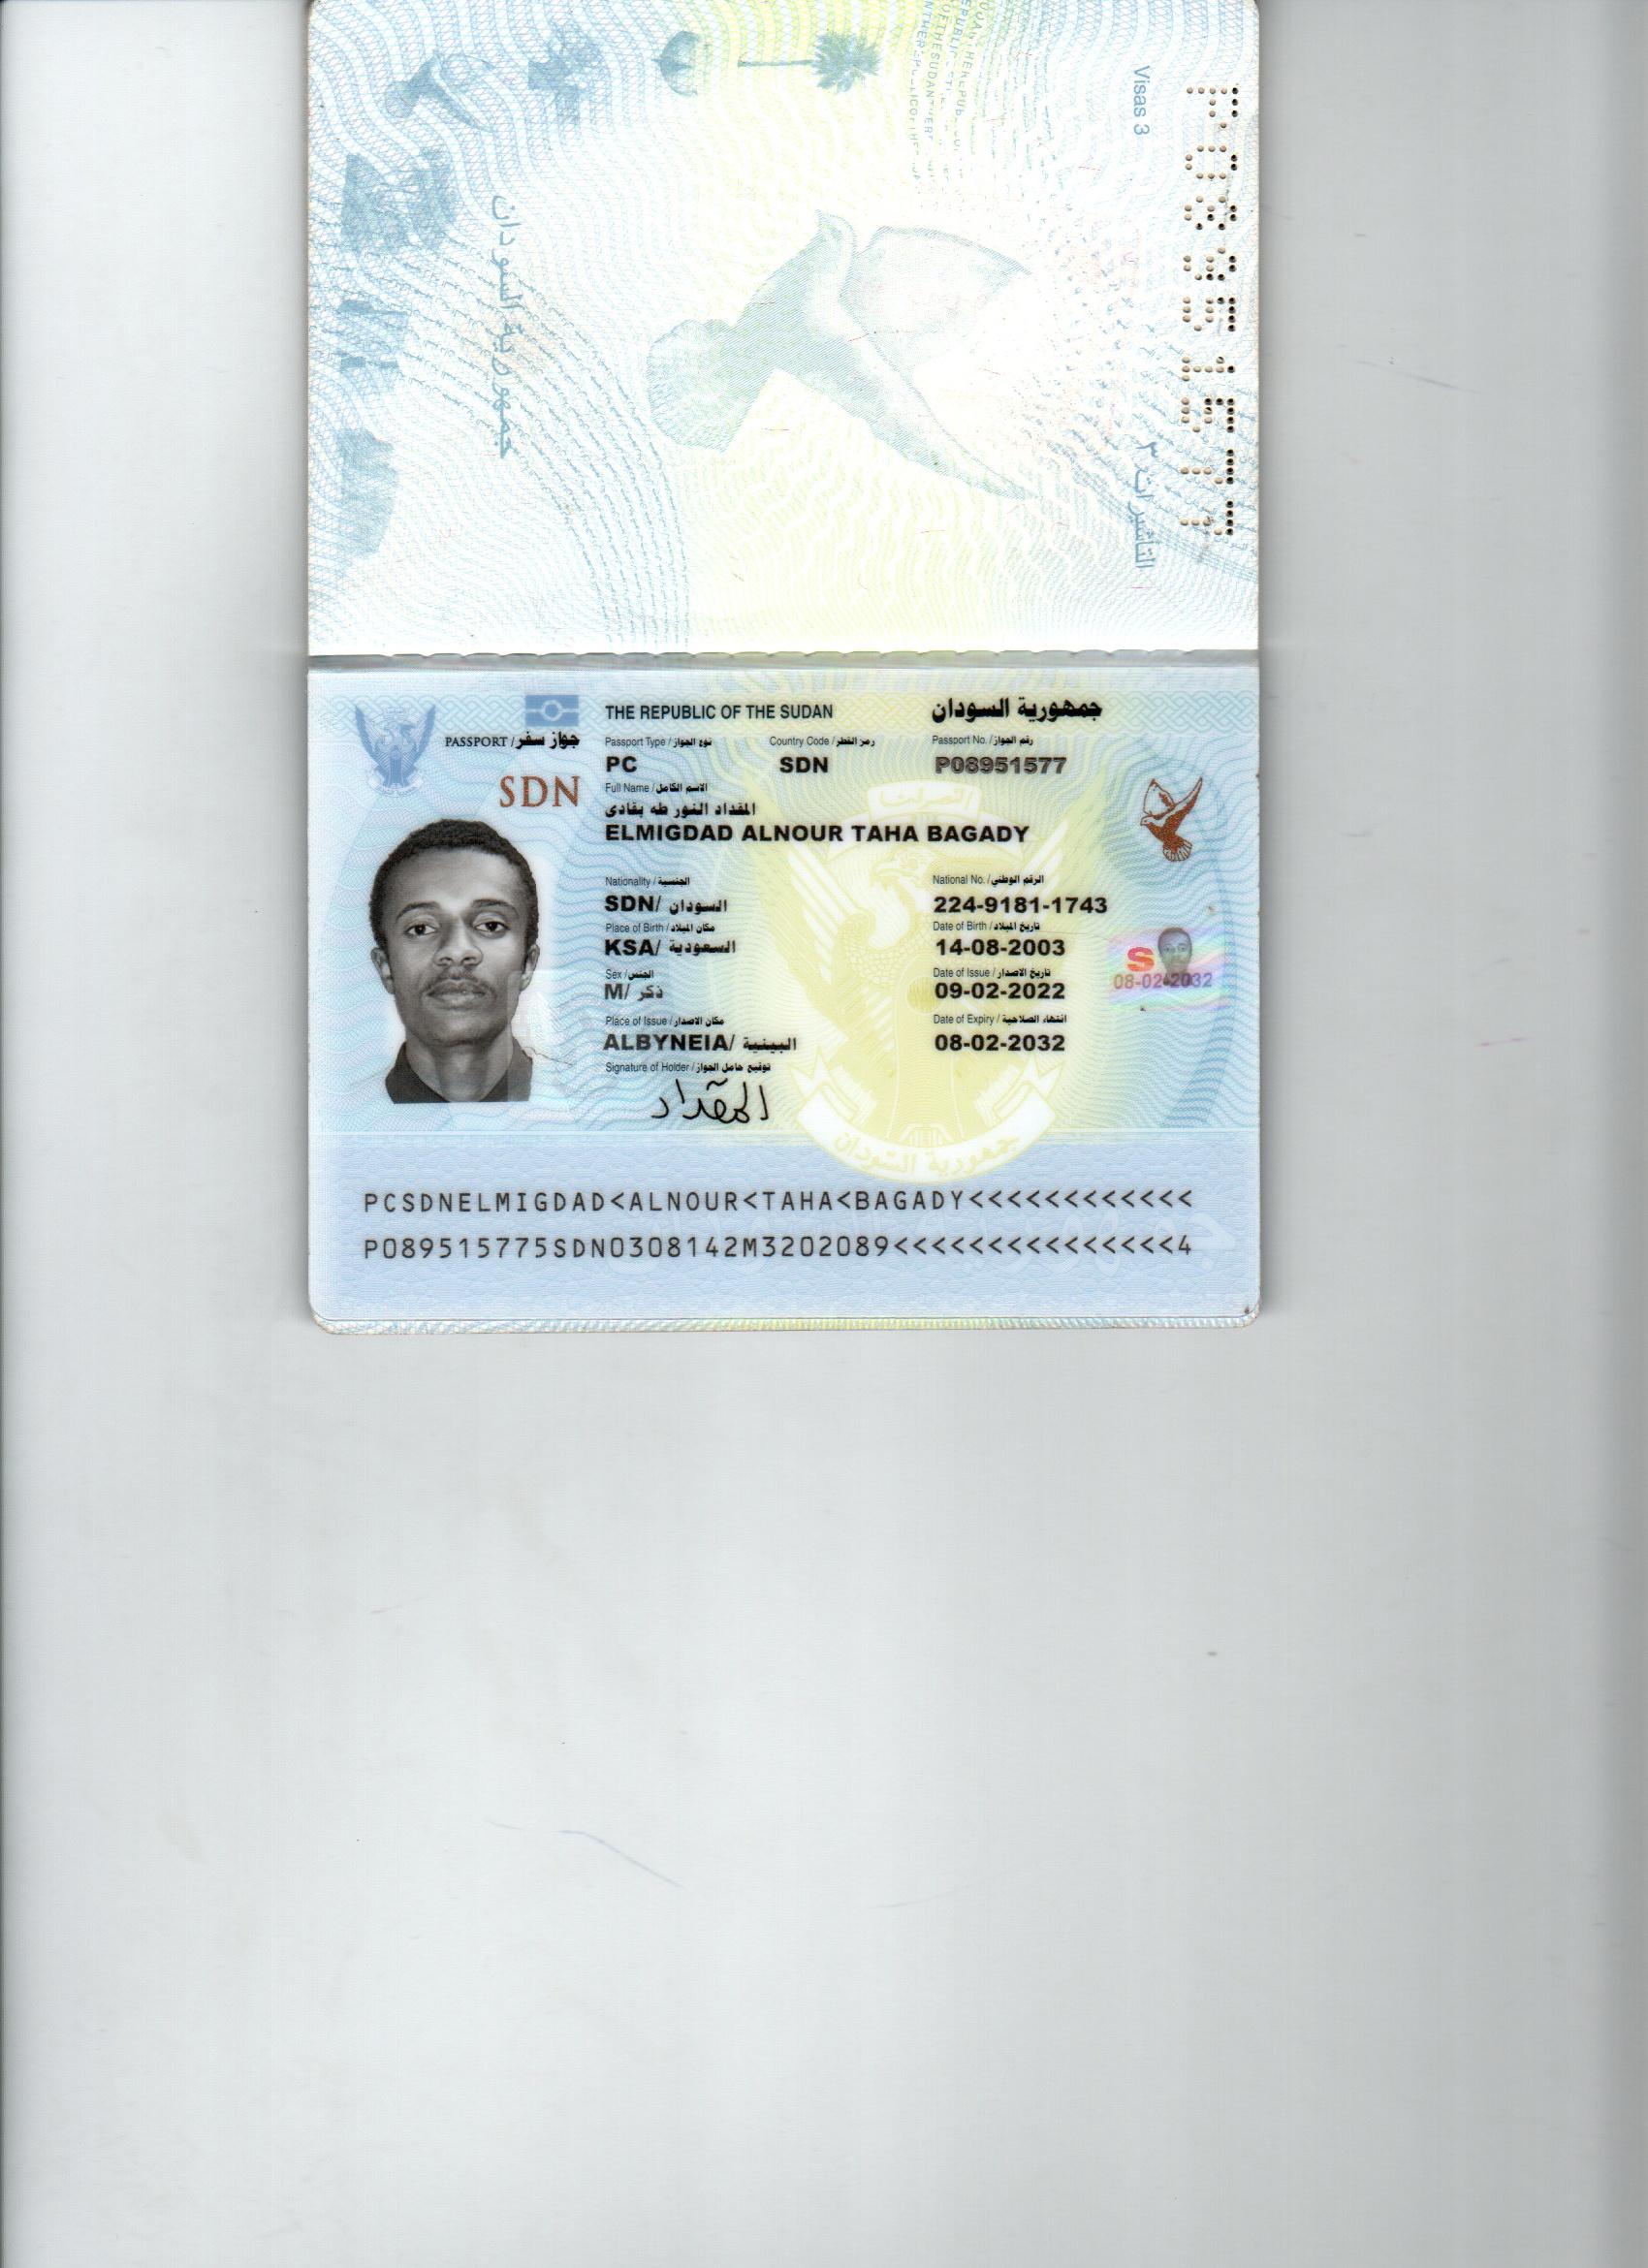 Visas 3
التأشيرات ٣
P08951577
جمهورية السودان
THE REPUBLIC OF THE SUDAN جمهورية السودان
PASSPORT / جواز سفر
SDN
Passport Type / نوع الجواز Country Code / رمز القطر Passport No. / رقم الجواز
PC SDN P08951577
Full Name / الاسم الكامل
المقداد النور طه بقادى
ELMIGDAD ALNOUR TAHA BAGADY
Nationality / الجنسية National No. / الرقم الوطني
SDN/ السودان 224-9181-1743
Place of Birth / مكان الميلاد Date of Birth / تاريخ الميلاد
KSA/ السعودية 14-08-2003
Sex / الجنس Date of Issue / تاريخ الاصدار
M/ ذكر 09-02-2022
Place of Issue / مكان الاصدار Date of Expiry / انتهاء الصلاحية
ALBYNEIA/ البينية 08-02-2032
S
08-02-2032
Signature of Holder / توقيع حامل الجواز
المقداد
النصر لنا
جمهورية السودان
PCSDNELMIGDAD<ALNOUR<TAHA<BAGADY<<<<<<<<<<<<
P089515775SDN0308142M3202089<<<<<<<<<<<<<<<4